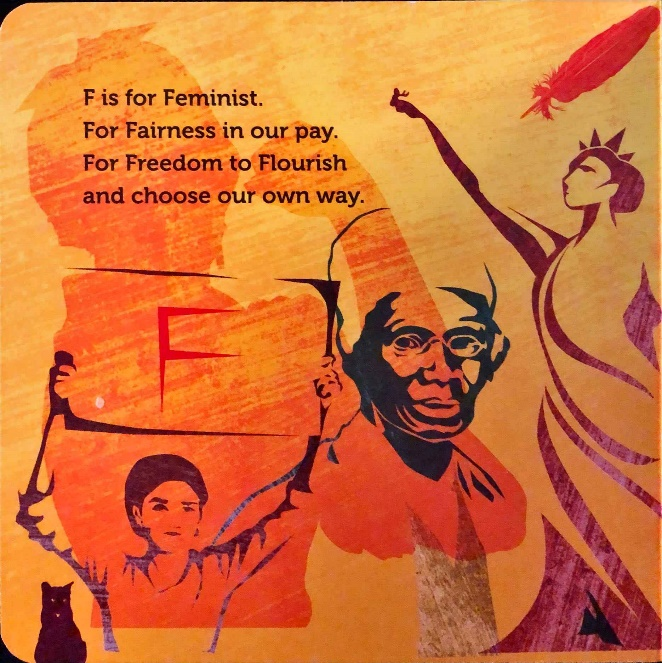 F is for Feminist.
For Fairness in our pay.
For Freedom to Flourish
and choose our own way.
F